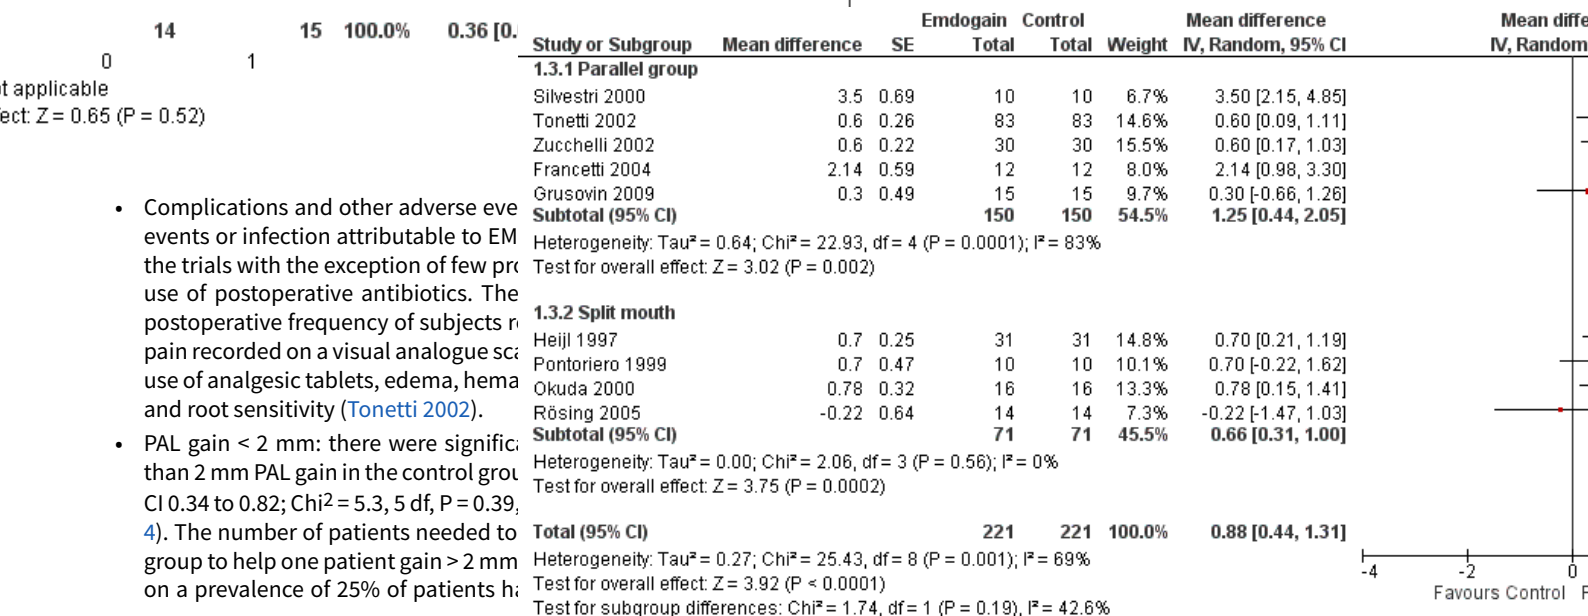 14 15 100.0% 0.36 [0.
0 1
t applicable
ect: Z = 0.65 (P = 0.52)
• Complications and other adverse eve
events or infection attributable to EM
the trials with the exception of few pro
use of postoperative antibiotics. The
postoperative frequency of subjects r
pain recorded on a visual analogue sca
use of analgesic tablets, edema, hema
and root sensitivity (Tonetti 2002).
• PAL gain < 2 mm: there were significa
than 2 mm PAL gain in the control grou
CI 0.34 to 0.82; Chi² = 5.3, 5 df, P = 0.39,
4). The number of patients needed to
group to help one patient gain > 2 mm
on a prevalence of 25% of patients ha
Emdogain Control Mean difference Mean diffe
Study or Subgroup Mean difference SE Total Total Weight IV, Random, 95% CI IV, Random
1.3.1 Parallel group
Silvestri 2000 3.5 0.69 10 10 6.7% 3.50 [2.15, 4.85]
Tonetti 2002 0.6 0.26 83 83 14.6% 0.60 [0.09, 1.11]
Zucchelli 2002 0.6 0.22 30 30 15.5% 0.60 [0.17, 1.03]
Francetti 2004 2.14 0.59 12 12 8.0% 2.14 [0.98, 3.30]
Grusovin 2009 0.3 0.49 15 15 9.7% 0.30 [-0.66, 1.26]
Subtotal (95% CI) 150 150 54.5% 1.25 [0.44, 2.05]
Heterogeneity: Tau² = 0.64; Chi² = 22.93, df = 4 (P = 0.0001); I² = 83%
Test for overall effect: Z = 3.02 (P = 0.002)
1.3.2 Split mouth
Heijl 1997 0.7 0.25 31 31 14.8% 0.70 [0.21, 1.19]
Pontoriero 1999 0.7 0.47 10 10 10.1% 0.70 [-0.22, 1.62]
Okuda 2000 0.78 0.32 16 16 13.3% 0.78 [0.15, 1.41]
Rösing 2005 -0.22 0.64 14 14 7.3% -0.22 [-1.47, 1.03]
Subtotal (95% CI) 71 71 45.5% 0.66 [0.31, 1.00]
Heterogeneity: Tau² = 0.00; Chi² = 2.06, df = 3 (P = 0.56); I² = 0%
Test for overall effect: Z = 3.75 (P = 0.0002)
Total (95% CI) 221 221 100.0% 0.88 [0.44, 1.31]
Heterogeneity: Tau² = 0.27; Chi² = 25.43, df = 8 (P = 0.001); I² = 69%
Test for overall effect: Z = 3.92 (P < 0.0001)
Test for subgroup differences: Chi² = 1.74, df = 1 (P = 0.19), I² = 42.6%
-4 -2 0
Favours Control